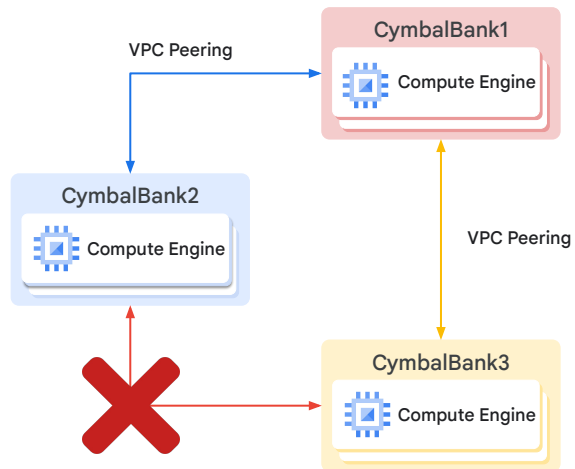 CymbalBank1
Compute Engine
VPC Peering
CymbalBank2
Compute Engine
VPC Peering
CymbalBank3
Compute Engine